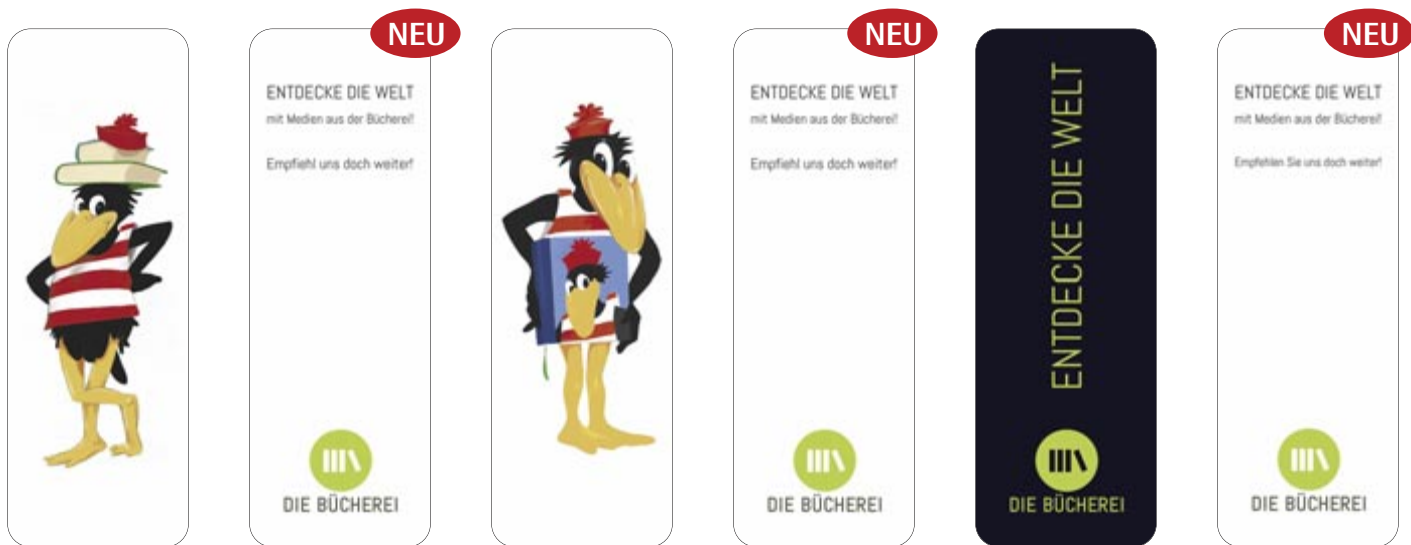 NEU
ENTDECKE DIE WELT
mit Medien aus der Bücherei!
Empfiehl uns doch weiter!
DIE BÜCHEREI
NEU
ENTDECKE DIE WELT
mit Medien aus der Bücherei!
Empfiehl uns doch weiter!
DIE BÜCHEREI
ENTDECKE DIE WELT
DIE BÜCHEREI
NEU
ENTDECKE DIE WELT
mit Medien aus der Bücherei!
Empfehlen Sie uns doch weiter!
DIE BÜCHEREI